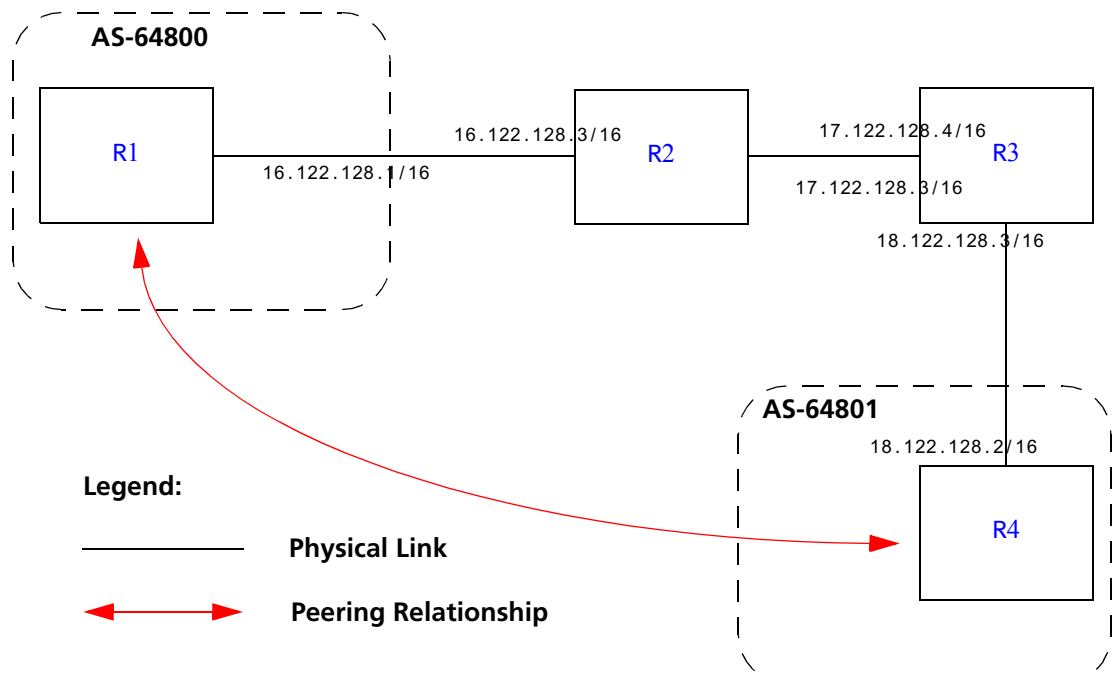 AS-64800
R1
16.122.128.1/16
16.122.128.3/16
R2
17.122.128.4/16
17.122.128.3/16
R3
18.122.128.3/16
AS-64801
18.122.128.2/16
R4
Legend:
Physical Link
Peering Relationship